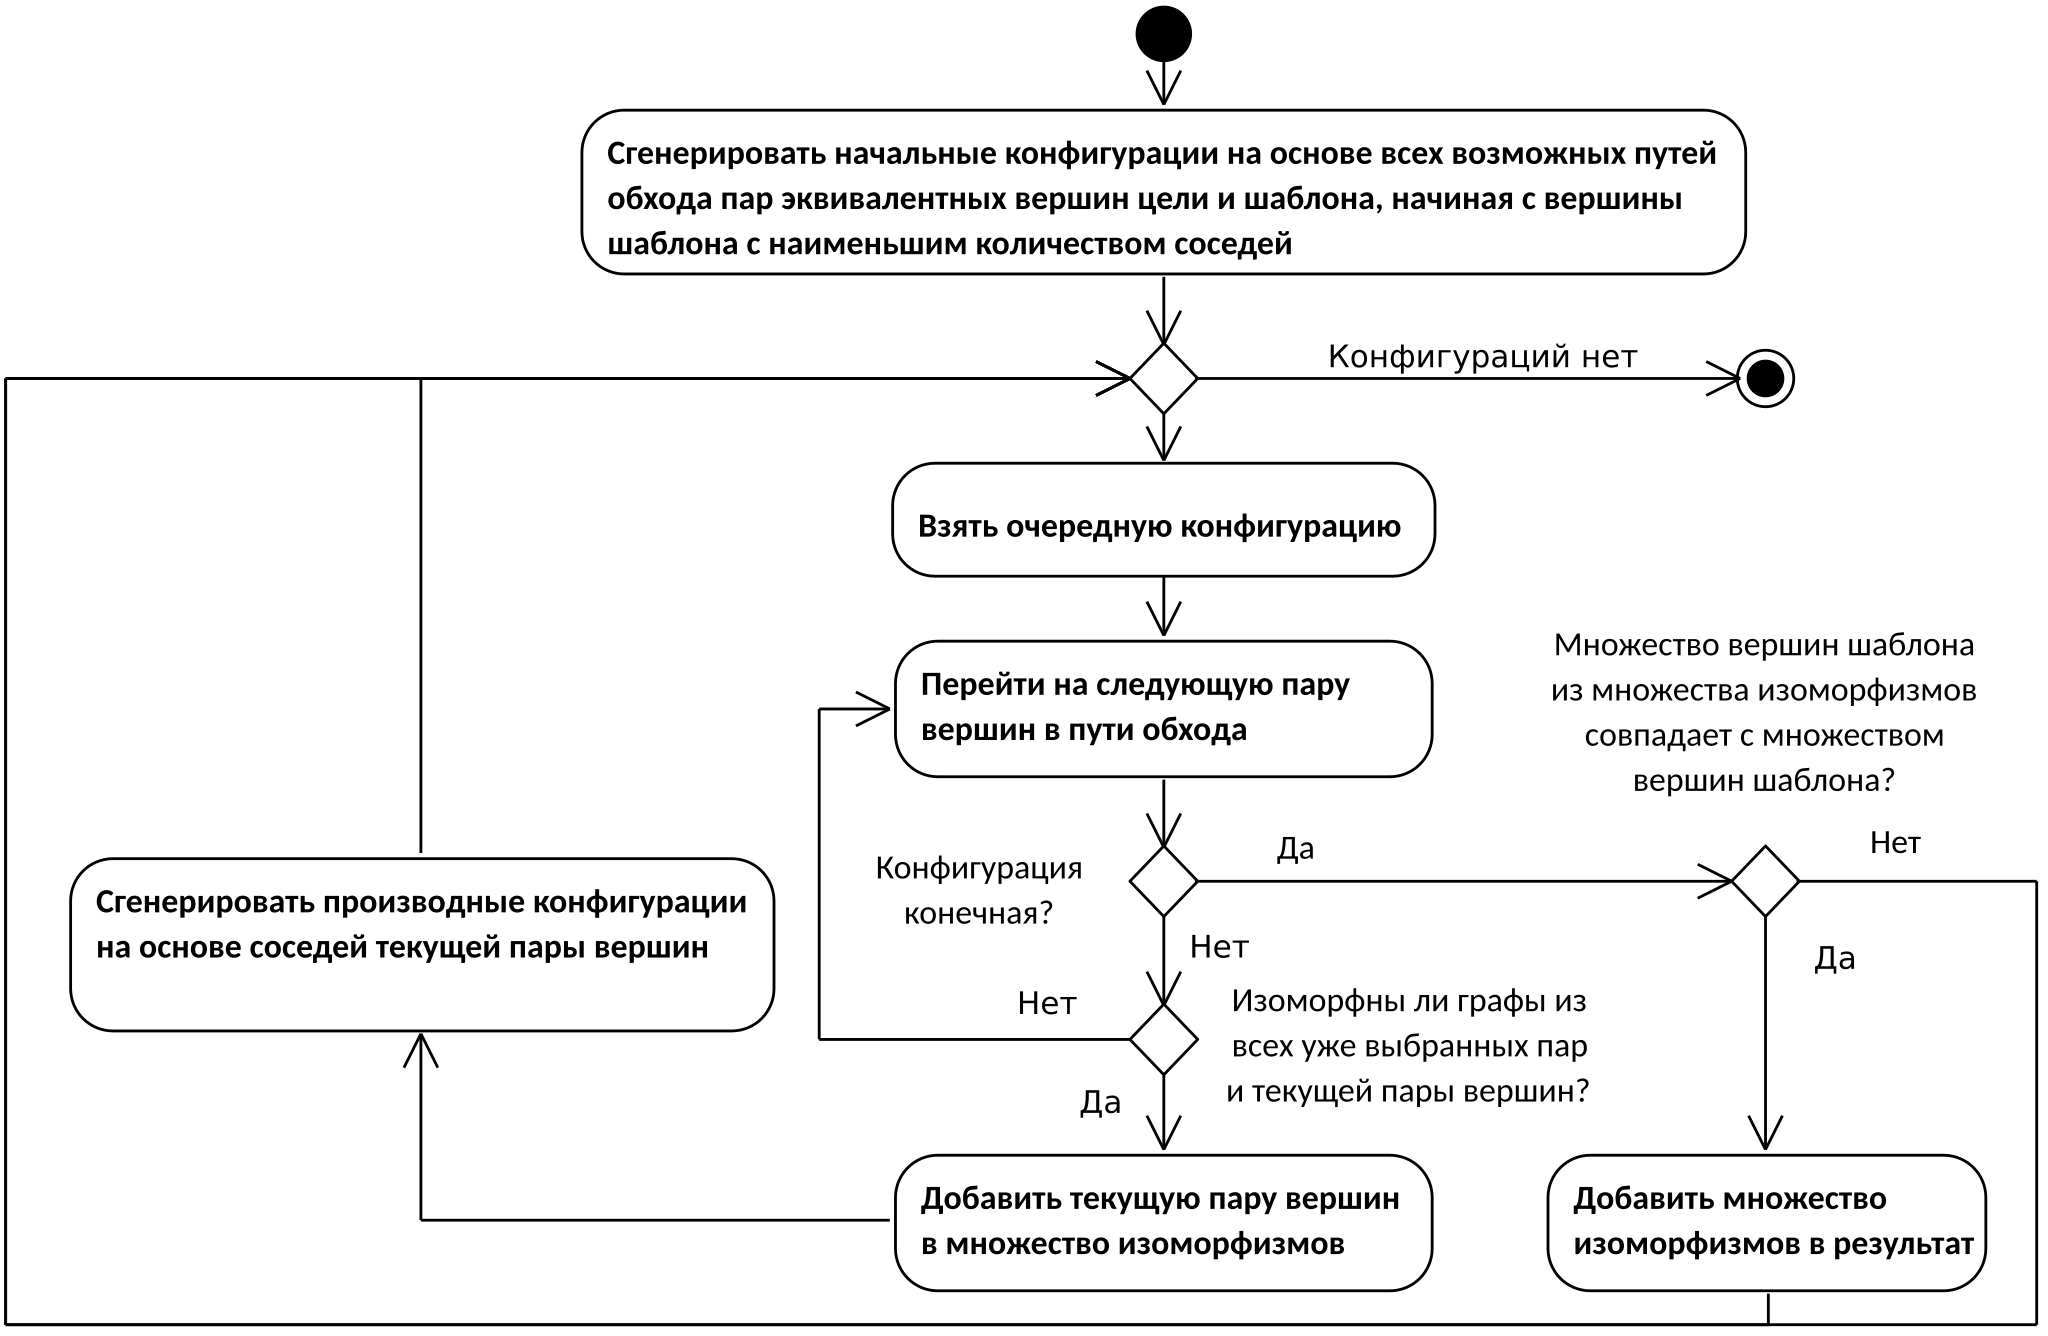 Сгенерировать начальные конфигурации на основе всех возможных путей
обхода пар эквивалентных вершин цели и шаблона, начиная с вершины
шаблона с наименьшим количеством соседей
Конфигураций нет
Взять очередную конфигурацию
Перейти на следующую пару
вершин в пути обхода
Множество вершин шаблона
из множества изоморфизмов
совпадает с множеством
вершин шаблона?
Конфигурация
конечная?
Да
Нет
Сгенерировать производные конфигурации
на основе соседей текущей пары вершин
Нет
Да
Нет
Изоморфны ли графы из
всех уже выбранных пар
и текущей пары вершин?
Да
Добавить текущую пару вершин
в множество изоморфизмов
Добавить множество
изоморфизмов в результат